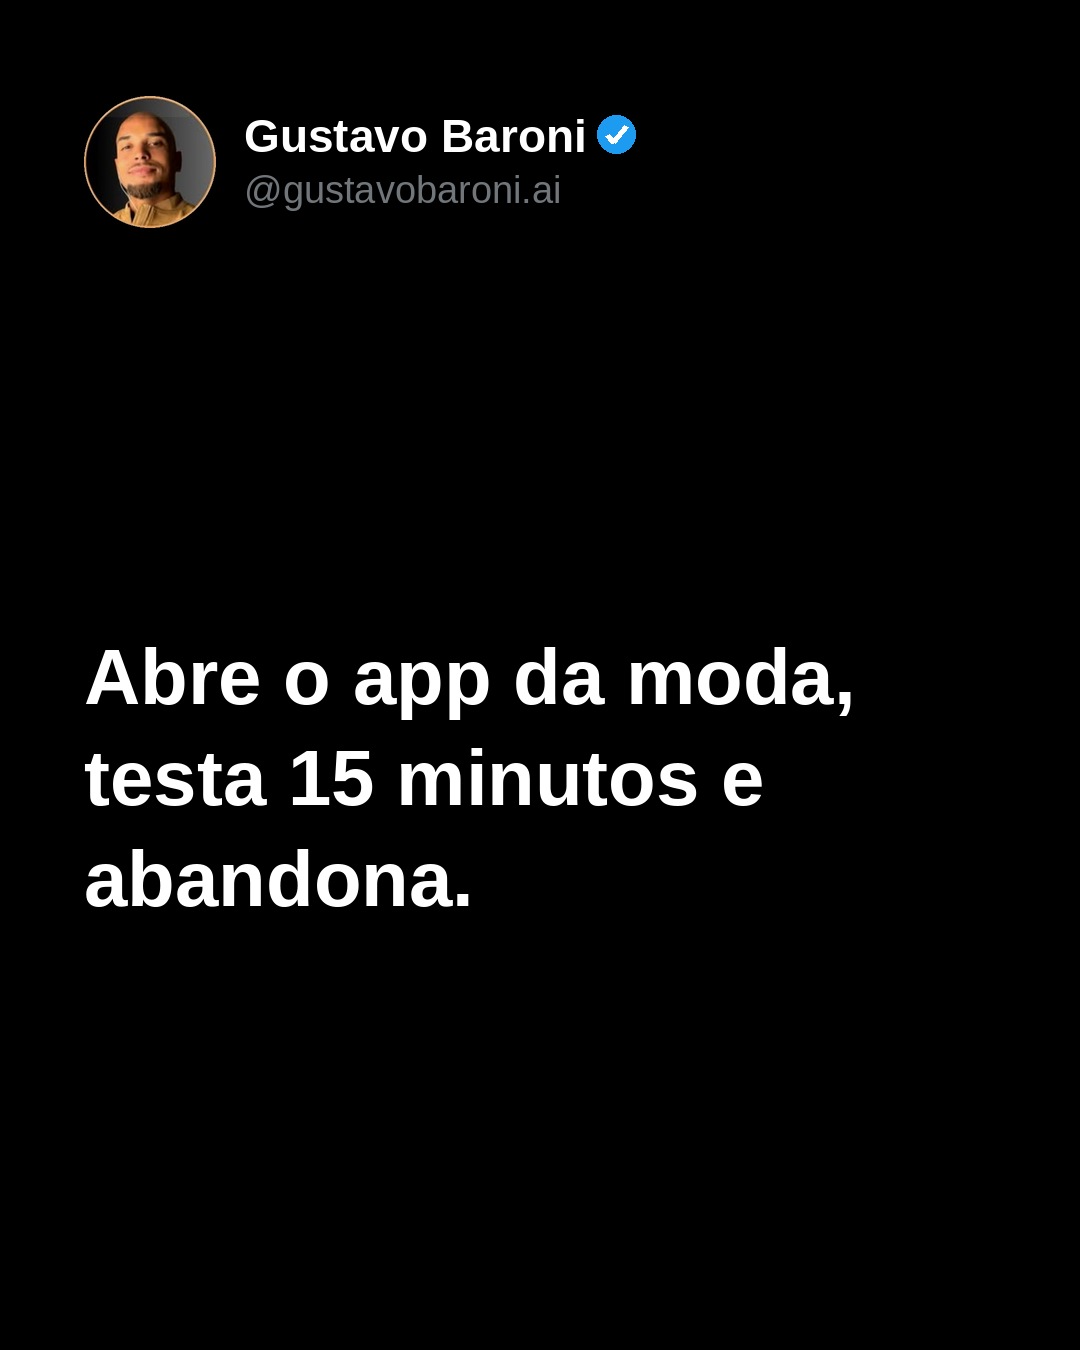 Gustavo Baroni
@gustavobaroni.ai
Abre o app da moda,
testa 15 minutos e
abandona.